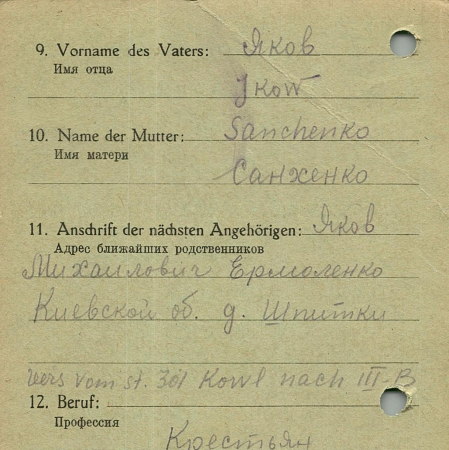 9. Vorname des Vaters: Яков
Имя отца
Jkow
10. Name der Mutter: Sanchenko
Имя матери
Санхенко
11. Anschrift der nächsten Angehörigen: Яков
Адрес ближайших родственников
Михаилович Ермоленко
Киевской об. д. Шпитки
Vers vom St. 301 Kowl nach III-B
12. Beruf:
Профессия
Крестьян